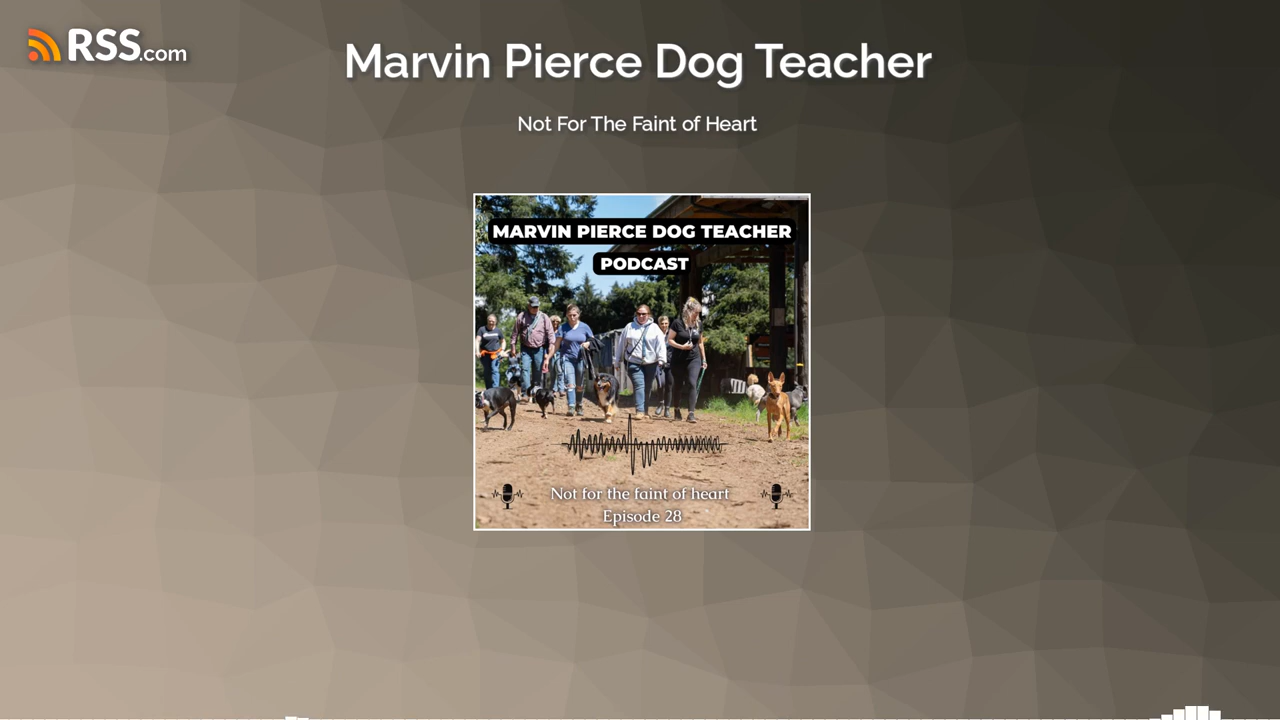 RSS.com
Marvin Pierce Dog Teacher
Not For The Faint of Heart
MARVIN PIERCE DOG TEACHER
PODCAST
Not for the faint of heart
Episode 28